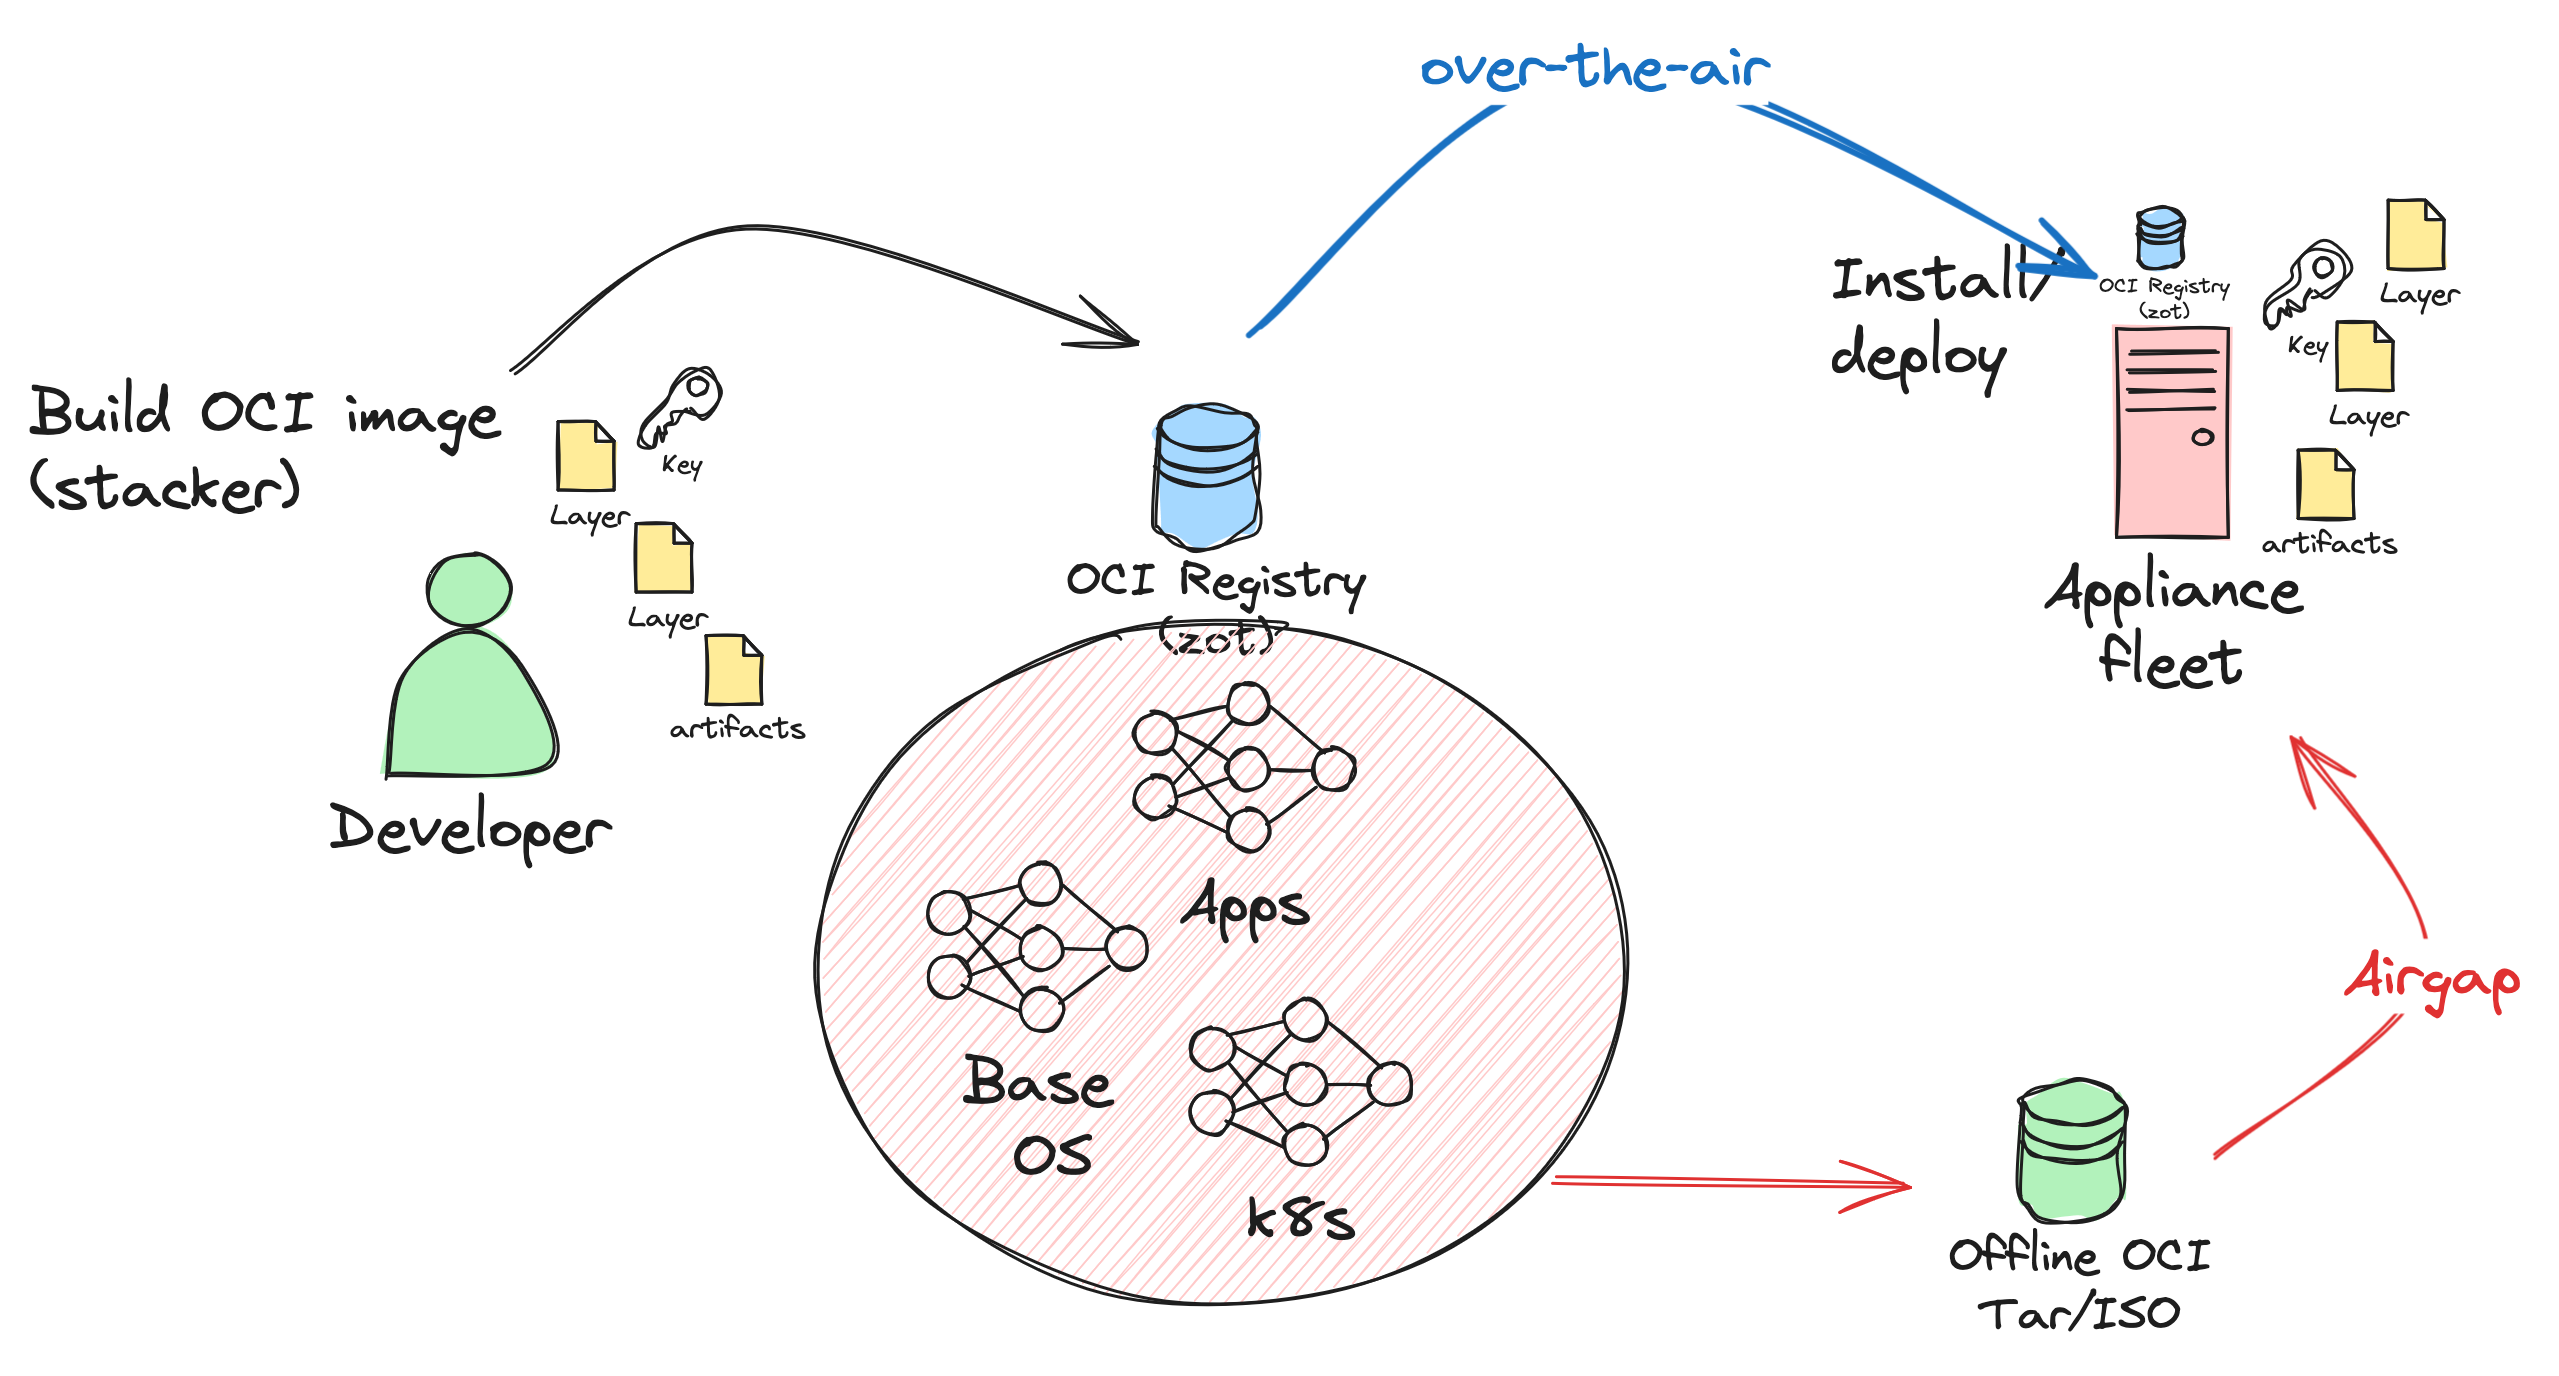 over-the-air
Build OCI image
(stacker)
Key
Layer
Layer
artifacts
Developer
OCI Registry
(zot)
Apps
Base
OS
k8s
Install/
deploy
OCI Registry
(zot)
Key
Layer
Layer
artifacts
Appliance
fleet
Airgap
Offline OCI
Tar/ISO